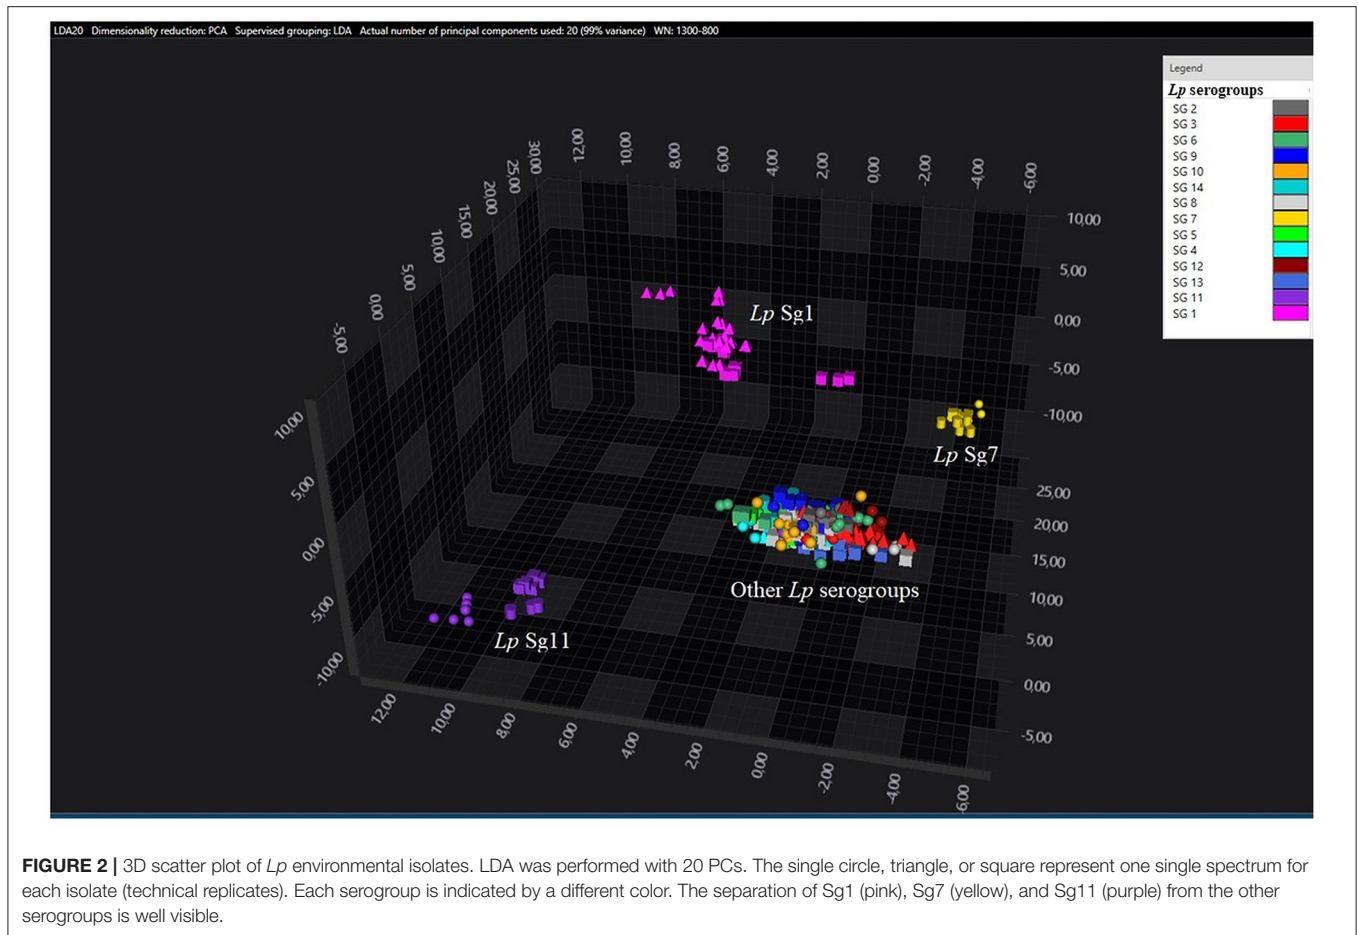 LDA20 Dimensionality reduction: PCA Supervised grouping: LDA Actual number of principal components used: 20 (99% variance) WN: 1300-800
Legend
Lp serogroups
SG 2
SG 3
SG 6
SG 9
SG 10
SG 14
SG 8
SG 7
SG 5
SG 4
SG 12
SG 13
SG 11
SG 1
30,00 12,00 10,00 8,00 6,00 4,00 2,00 0,00 -2,00 -4,00 -6,00
25,00
20,00
15,00
10,00
5,00
0,00
-5,00
10,00
5,00
0,00
-5,00
-10,00
Lp Sg1
Lp Sg7
Other Lp serogroups
Lp Sg11
10,00
5,00
0,00
-5,00
-10,00
25,00
20,00
15,00
10,00
5,00
0,00
-5,00
12,00 10,00 8,00 6,00 4,00 2,00 0,00 -2,00 -4,00 -6,00
FIGURE 2 | 3D scatter plot of Lp environmental isolates. LDA was performed with 20 PCs. The single circle, triangle, or square represent one single spectrum for
each isolate (technical replicates). Each serogroup is indicated by a different color. The separation of Sg1 (pink), Sg7 (yellow), and Sg11 (purple) from the other
serogroups is well visible.